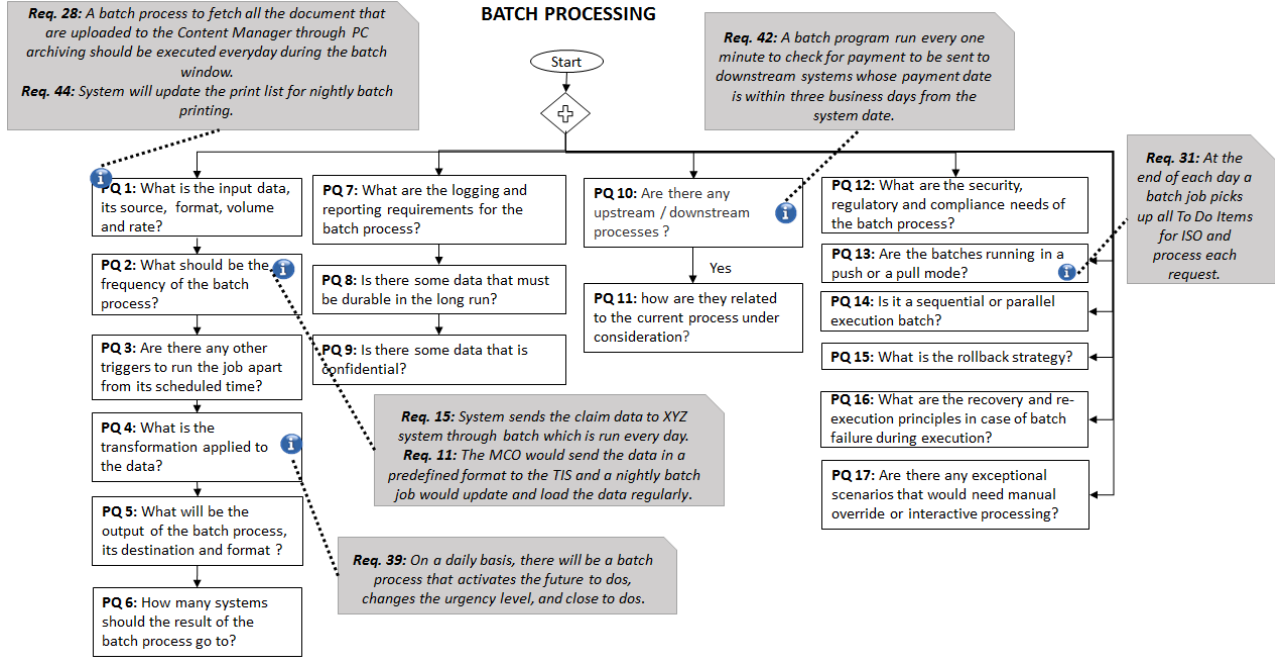 BATCH PROCESSING
Req. 28: A batch process to fetch all the document that
are uploaded to the Content Manager through PC
archiving should be executed everyday during the batch
window.
Req. 44: System will update the print list for nightly batch
printing.
Start
Req. 42: A batch program run every one
minute to check for payment to be sent to
downstream systems whose payment date
is within three business days from the
system date.
Req. 31: At the
end of each day a
batch job picks
up all To Do Items
for ISO and
process each
request.
PQ 1: What is the input data,
its source, format, volume
and rate?
PQ 2: What should be the
frequency of the batch
process?
PQ 3: Are there any other
triggers to run the job apart
from its scheduled time?
PQ 4: What is the
transformation applied to
the data?
PQ 5: What will be the
output of the batch process,
its destination and format ?
PQ 6: How many systems
should the result of the
batch process go to?
PQ 7: What are the logging and
reporting requirements for the
batch process?
PQ 8: Is there some data that must
be durable in the long run?
PQ 9: Is there some data that is
confidential?
Req. 15: System sends the claim data to XYZ
system through batch which is run every day.
Req. 11: The MCO would send the data in a
predefined format to the TIS and a nightly batch
job would update and load the data regularly.
Req. 39: On a daily basis, there will be a batch
process that activates the future to dos,
changes the urgency level, and close to dos.
PQ 10: Are there any
upstream / downstream
processes ?
Yes
PQ 11: how are they related
to the current process under
consideration?
PQ 12: What are the security,
regulatory and compliance needs of
the batch process?
PQ 13: Are the batches running in a
push or a pull mode?
PQ 14: Is it a sequential or parallel
execution batch?
PQ 15: What is the rollback strategy?
PQ 16: What are the recovery and re-
execution principles in case of batch
failure during execution?
PQ 17: Are there any exceptional
scenarios that would need manual
override or interactive processing?